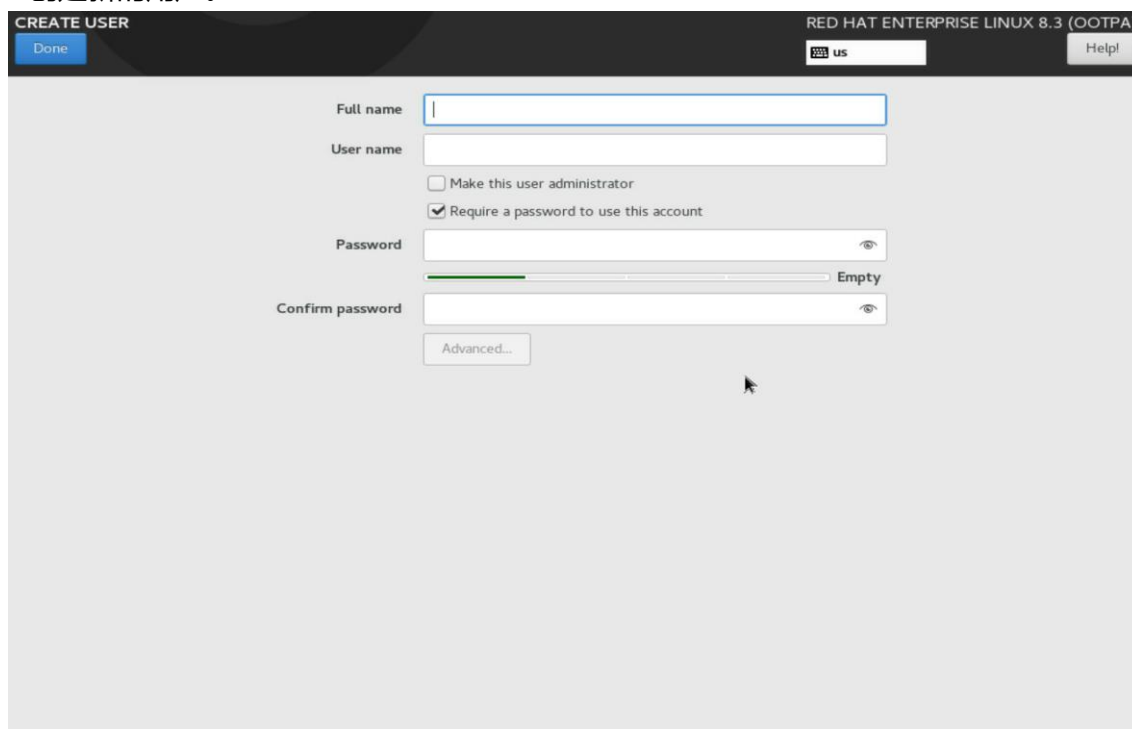 CREATE USER
RED HAT ENTERPRISE LINUX 8.3 (OOTPA
Done
us
Help!
Full name
User name
Make this user administrator
Require a password to use this account
Password
Empty
Confirm password
Advanced...